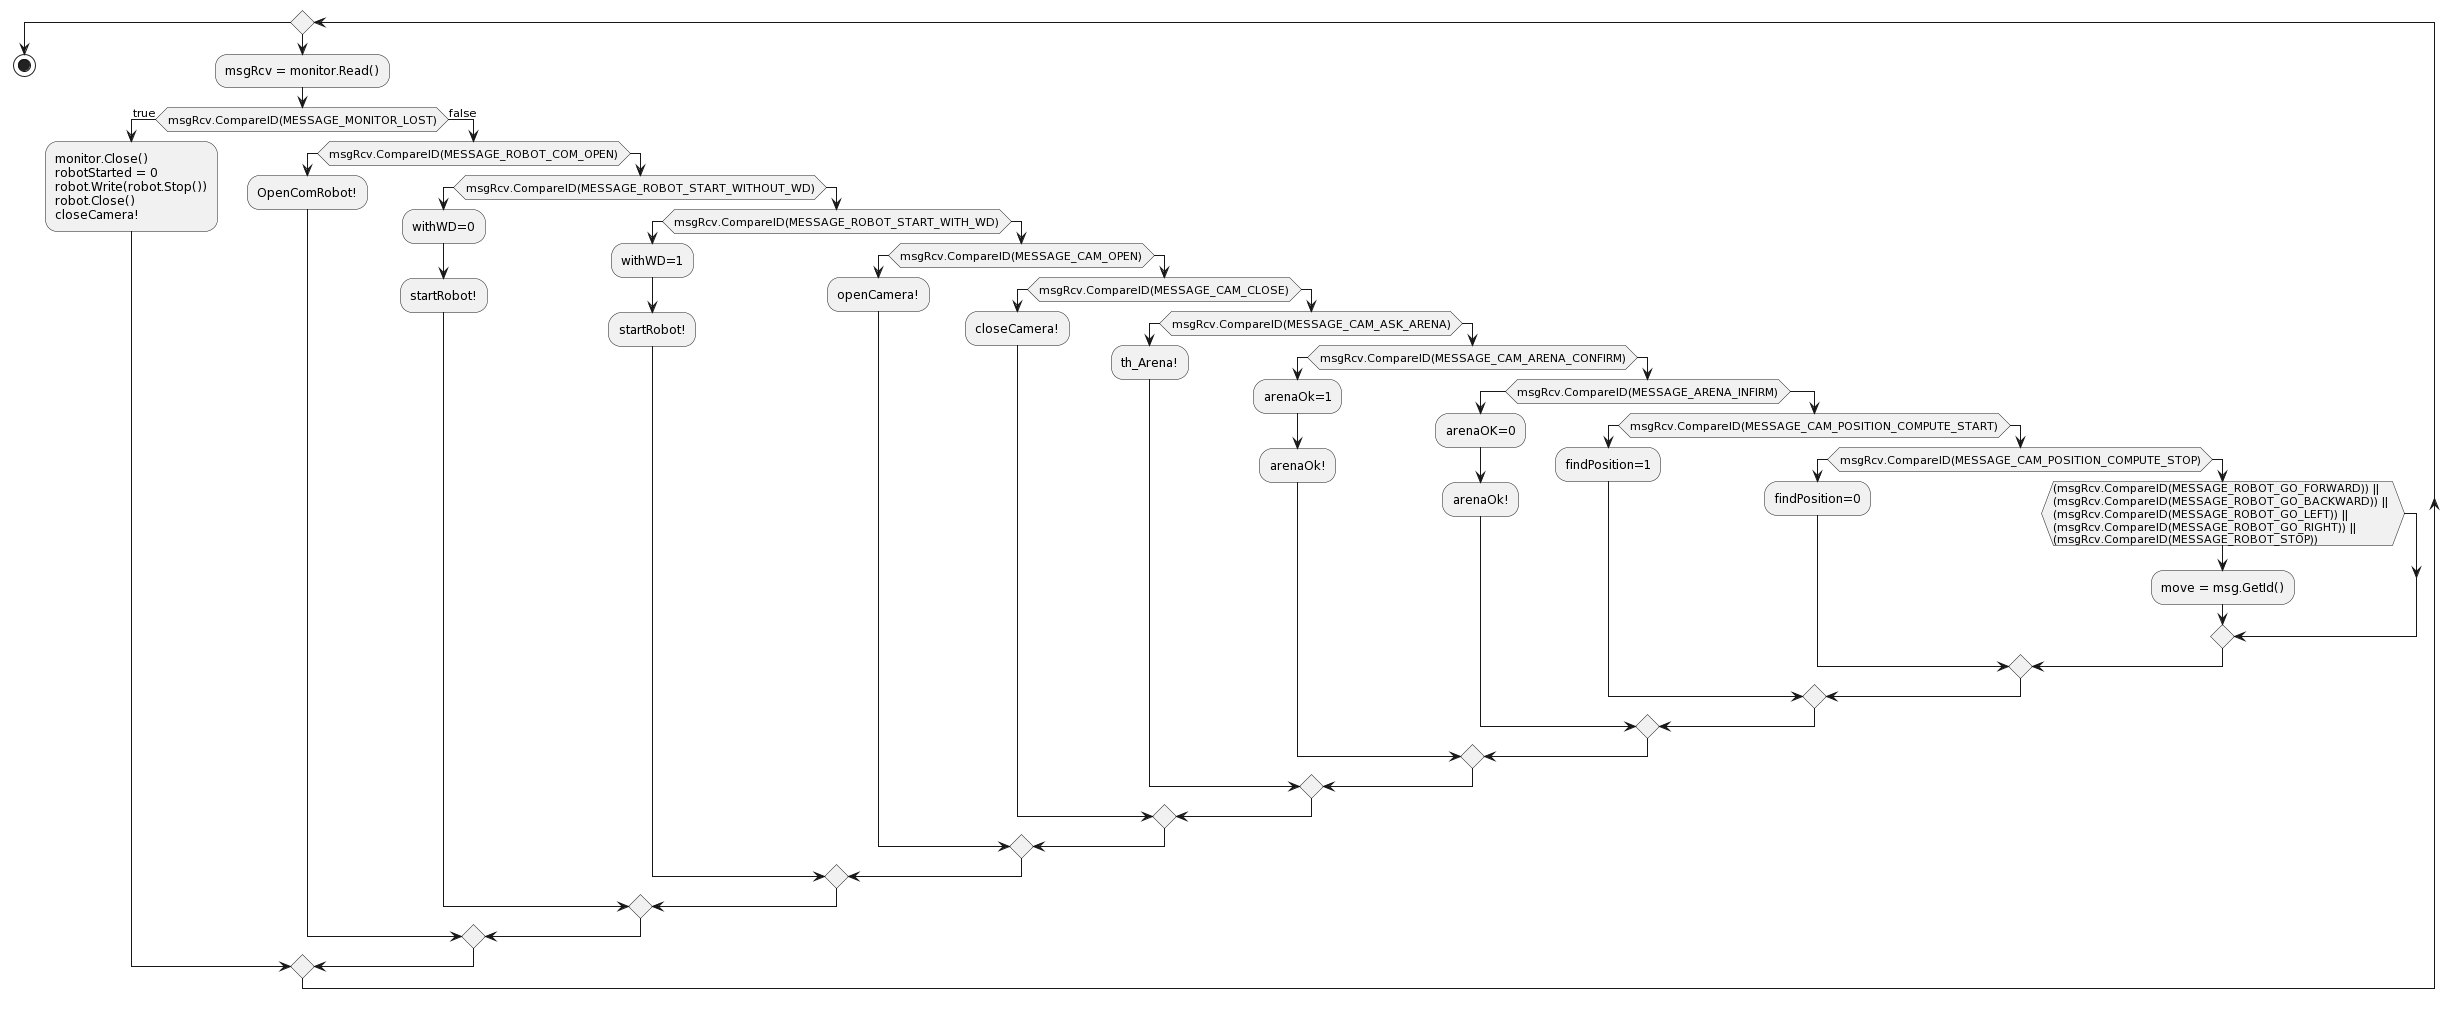 msgRcv = monitor.Read()
true
msgRcv.CompareID(MESSAGE_MONITOR_LOST)
false
monitor.Close()
robotStarted = 0
robot.Write(robot.Stop())
robot.Close()
closeCamera!
msgRcv.CompareID(MESSAGE_ROBOT_COM_OPEN)
OpenComRobot!
msgRcv.CompareID(MESSAGE_ROBOT_START_WITHOUT_WD)
withWD=0
startRobot!
msgRcv.CompareID(MESSAGE_ROBOT_START_WITH_WD)
withWD=1
startRobot!
msgRcv.CompareID(MESSAGE_CAM_OPEN)
openCamera!
msgRcv.CompareID(MESSAGE_CAM_CLOSE)
closeCamera!
msgRcv.CompareID(MESSAGE_CAM_ASK_ARENA)
th_Arena!
msgRcv.CompareID(MESSAGE_CAM_ARENA_CONFIRM)
arenaOk=1
arenaOk!
msgRcv.CompareID(MESSAGE_ARENA_INFIRM)
arenaOK=0
arenaOk!
msgRcv.CompareID(MESSAGE_CAM_POSITION_COMPUTE_START)
findPosition=1
msgRcv.CompareID(MESSAGE_CAM_POSITION_COMPUTE_STOP)
findPosition=0
(msgRcv.CompareID(MESSAGE_ROBOT_GO_FORWARD)) ||
(msgRcv.CompareID(MESSAGE_ROBOT_GO_BACKWARD)) ||
(msgRcv.CompareID(MESSAGE_ROBOT_GO_LEFT)) ||
(msgRcv.CompareID(MESSAGE_ROBOT_GO_RIGHT)) ||
(msgRcv.CompareID(MESSAGE_ROBOT_STOP))
move = msg.GetId()